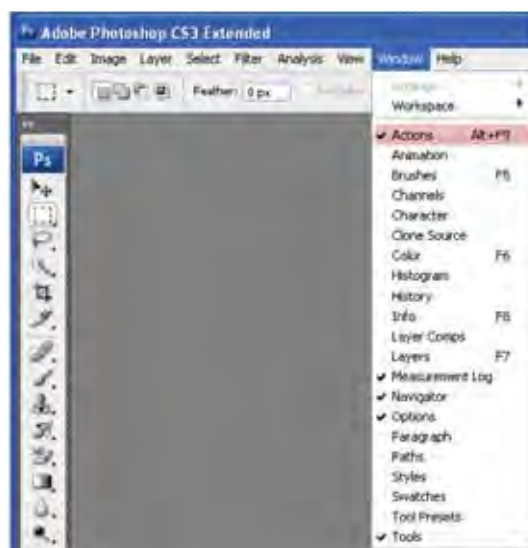 Adobe Photoshop CS3 Extended
File Edit Image Layer Select Filter Analysis View Window Help
Feather: 0 px
Workspace
Ps
Actions Alt+F9
Animation
Brushes F5
Channels
Character
Clone Source
Color F6
Histogram
History
Info F8
Layer Comps
Layers F7
Measurement Log
Navigator
Options
Paragraph
Paths
Styles
Swatches
Tool Presets
Tools